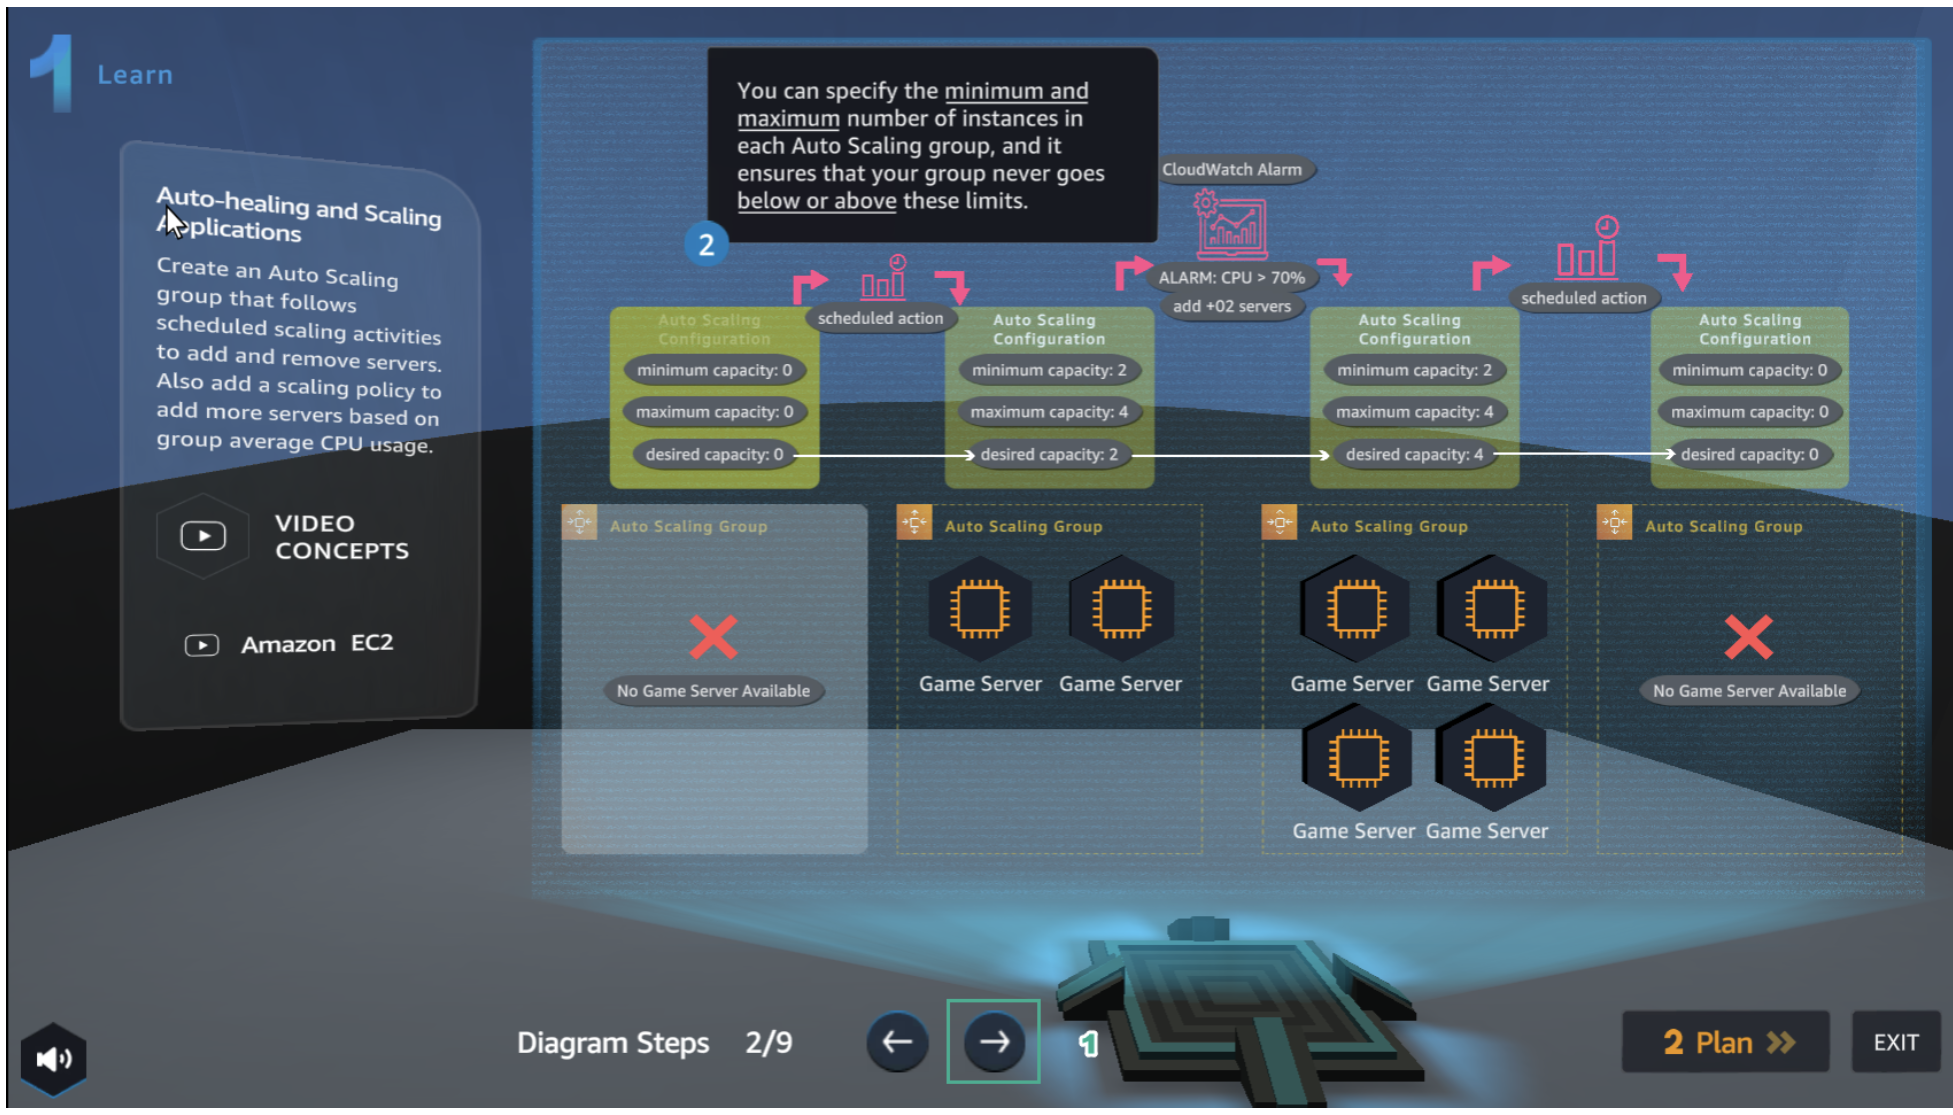 1 Learn
Auto-healing and Scaling
Applications
Create an Auto Scaling
group that follows
scheduled scaling activities
to add and remove servers.
Also add a scaling policy to
add more servers based on
group average CPU usage.
VIDEO
CONCEPTS
Amazon EC2
You can specify the minimum and
maximum number of instances in
each Auto Scaling group, and it
ensures that your group never goes
below or above these limits.
2
CloudWatch Alarm
ALARM: CPU > 70%
add +02 servers
scheduled action
scheduled action
Auto Scaling
Configuration
minimum capacity: 0
maximum capacity: 0
desired capacity: 0
Auto Scaling
Configuration
minimum capacity: 2
maximum capacity: 4
desired capacity: 2
Auto Scaling
Configuration
minimum capacity: 2
maximum capacity: 4
desired capacity: 4
Auto Scaling
Configuration
minimum capacity: 0
maximum capacity: 0
desired capacity: 0
Auto Scaling Group
No Game Server Available
Auto Scaling Group
Game Server Game Server
Auto Scaling Group
Game Server Game Server
Game Server Game Server
Auto Scaling Group
No Game Server Available
Diagram Steps 2/9
1
2 Plan
EXIT